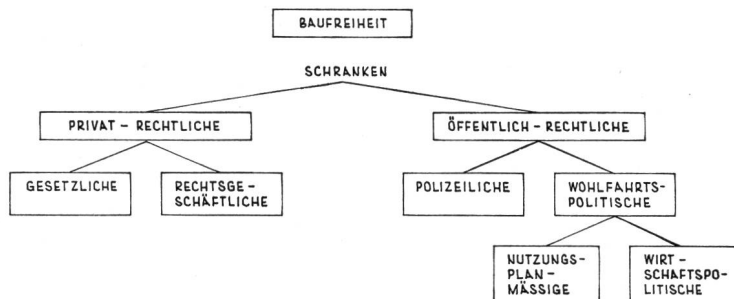 BAUFREIHEIT
SCHRANKEN
PRIVAT - RECHTLICHE
ÖFFENTLICH - RECHTLICHE
GESETZLICHE
RECHTSGE-
SCHÄFTLICHE
POLIZEILICHE
WOHLFAHRTS-
POLITISCHE
NUTZUNGS-
PLAN-
MÄSSIGE
WIRT -
SCHAFTSPO-
LITISCHE